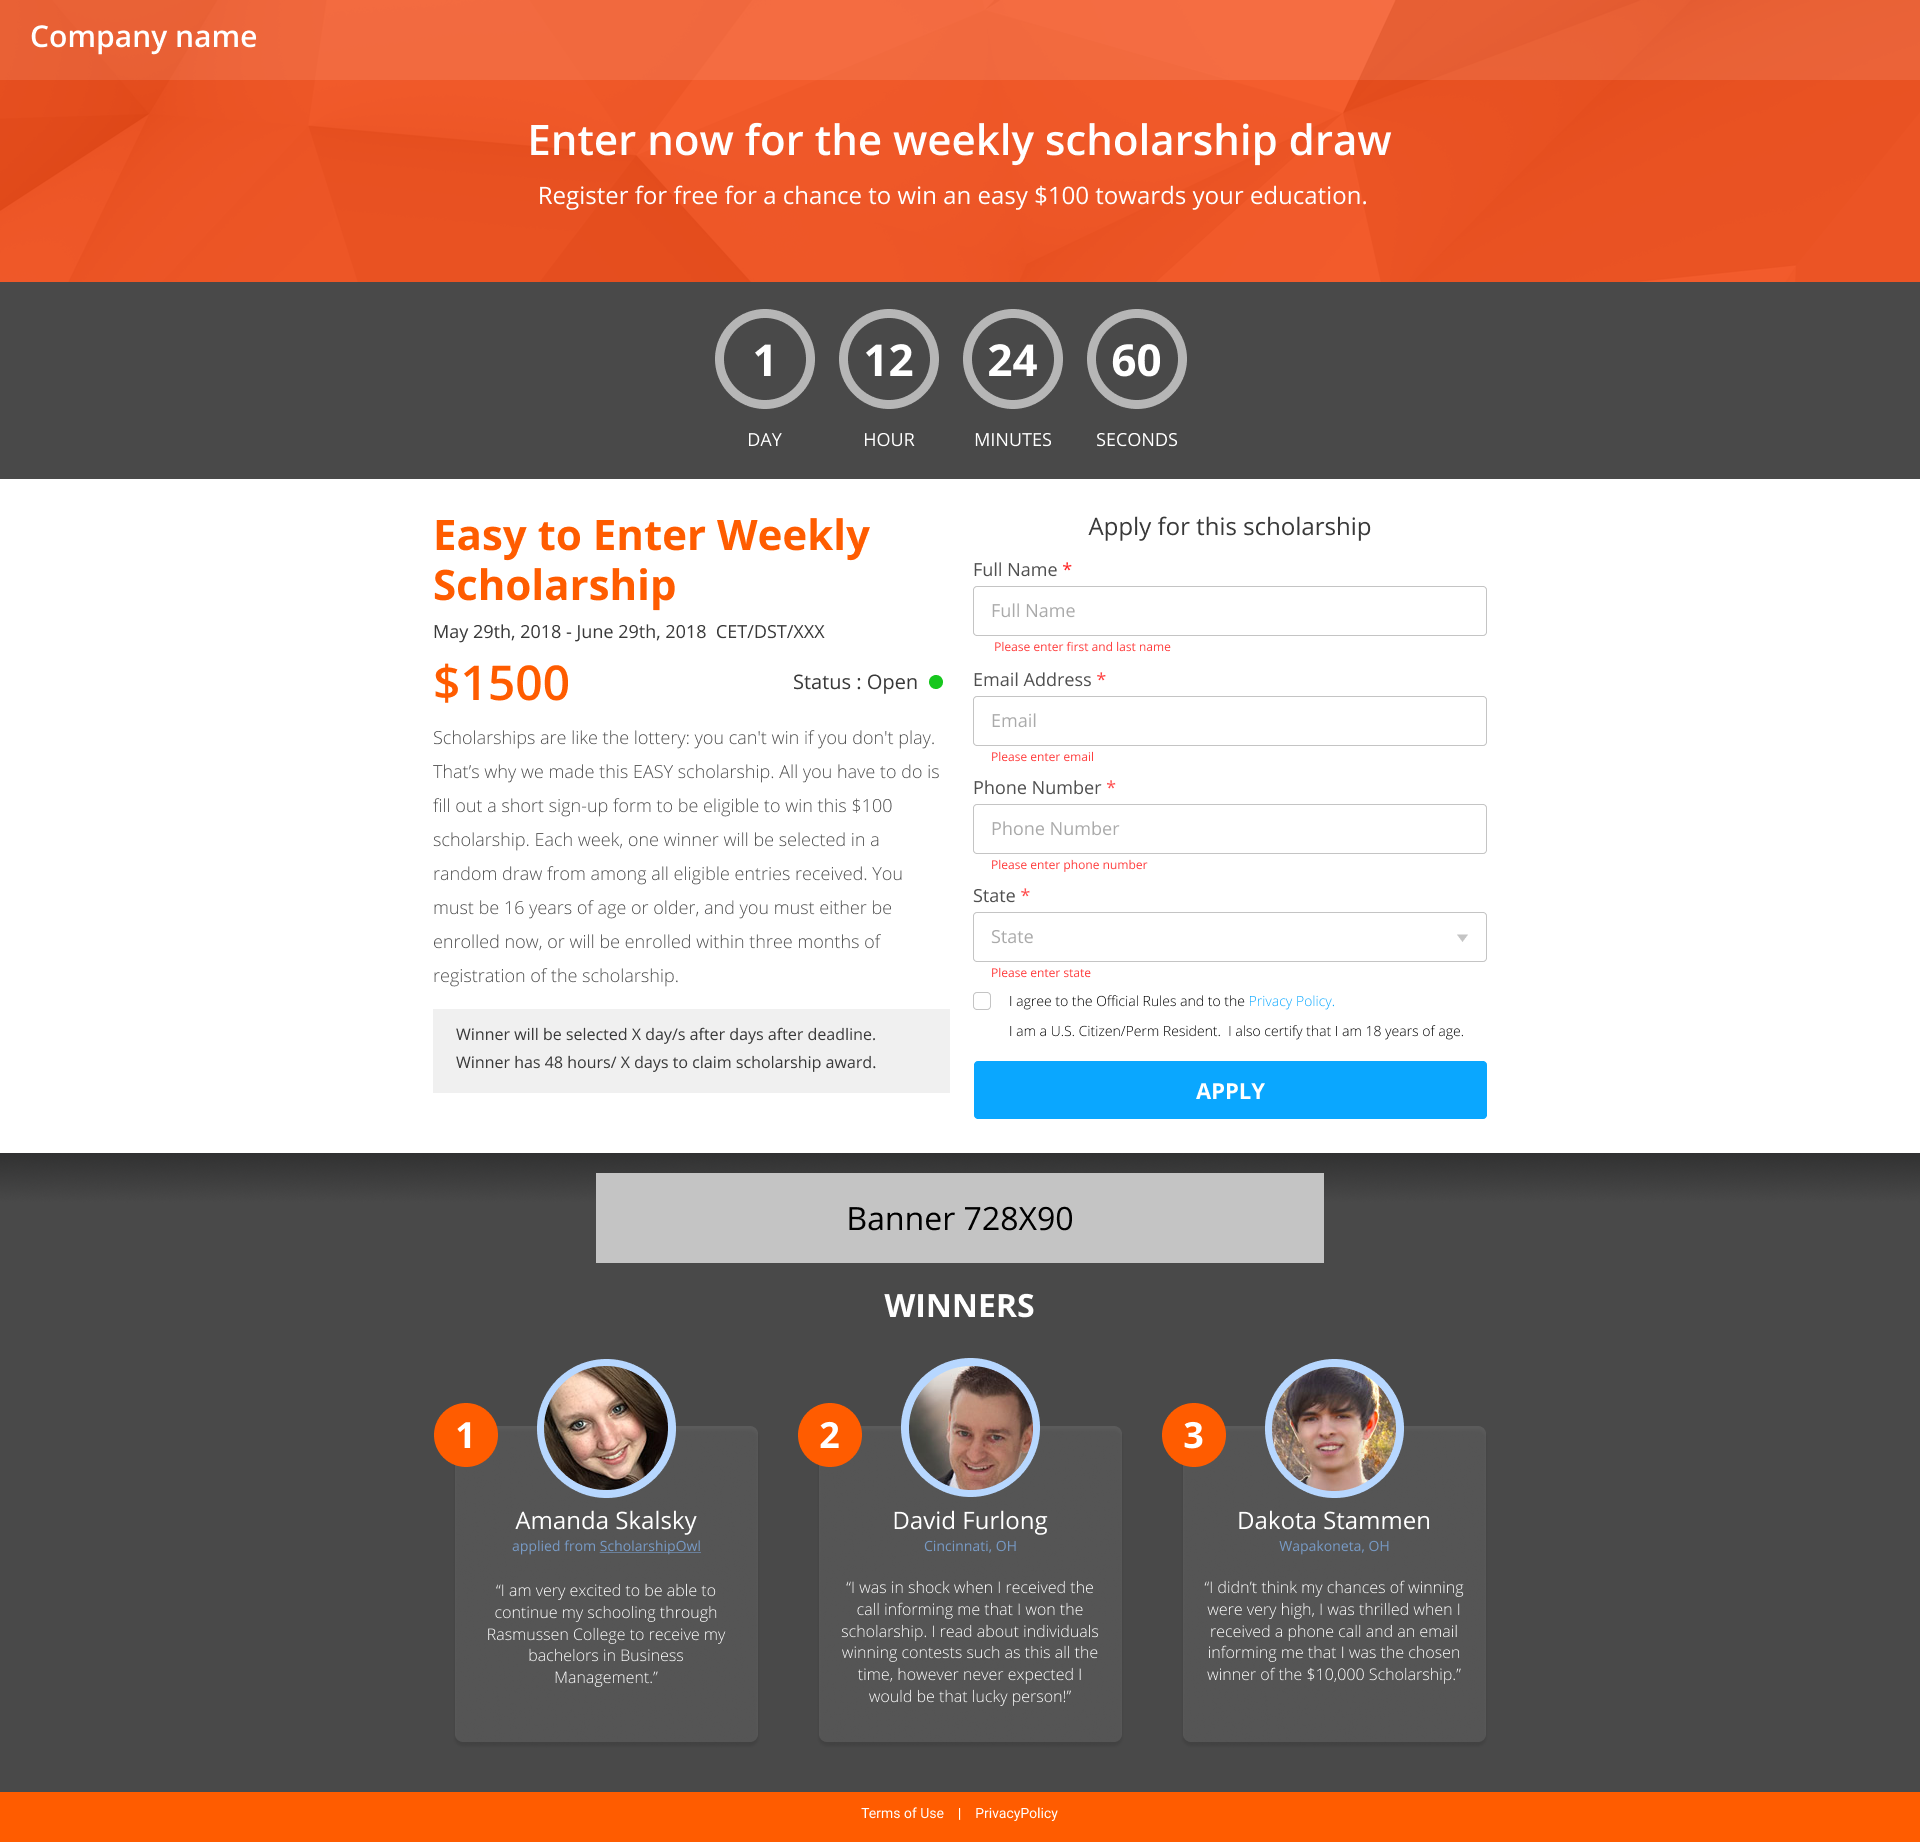 Company name
Enter now for the weekly scholarship draw
Register for free for a chance to win an easy $100 towards your education.
1 12 24 60
DAY HOUR MINUTES SECONDS
Easy to Enter Weekly
Scholarship
May 29th, 2018 - June 29th, 2018 CET/DST/XXX
$1500
Status : Open
Scholarships are like the lottery: you can't win if you don't play.
That’s why we made this EASY scholarship. All you have to do is
fill out a short sign-up form to be eligible to win this $100
scholarship. Each week, one winner will be selected in a
random draw from among all eligible entries received. You
must be 16 years of age or older, and you must either be
enrolled now, or will be enrolled within three months of
registration of the scholarship.
Winner will be selected X day/s after days after deadline.
Winner has 48 hours/ X days to claim scholarship award.
Apply for this scholarship
Full Name *
Full Name
Please enter first and last name
Email Address *
Email
Please enter email
Phone Number *
Phone Number
Please enter phone number
State *
State
Please enter state
I agree to the Official Rules and to the Privacy Policy.
I am a U.S. Citizen/Perm Resident. I also certify that I am 18 years of age.
APPLY
Banner 728X90
WINNERS
1
Amanda Skalsky
applied from ScholarshipOwl
“I am very excited to be able to
continue my schooling through
Rasmussen College to receive my
bachelors in Business
Management.”
2
David Furlong
Cincinnati, OH
“I was in shock when I received the
call informing me that I won the
scholarship. I read about individuals
winning contests such as this all the
time, however never expected I
would be that lucky person!”
3
Dakota Stammen
Wapakoneta, OH
“I didn’t think my chances of winning
were very high, I was thrilled when I
received a phone call and an email
informing me that I was the chosen
winner of the $10,000 Scholarship.”
Terms of Use | PrivacyPolicy